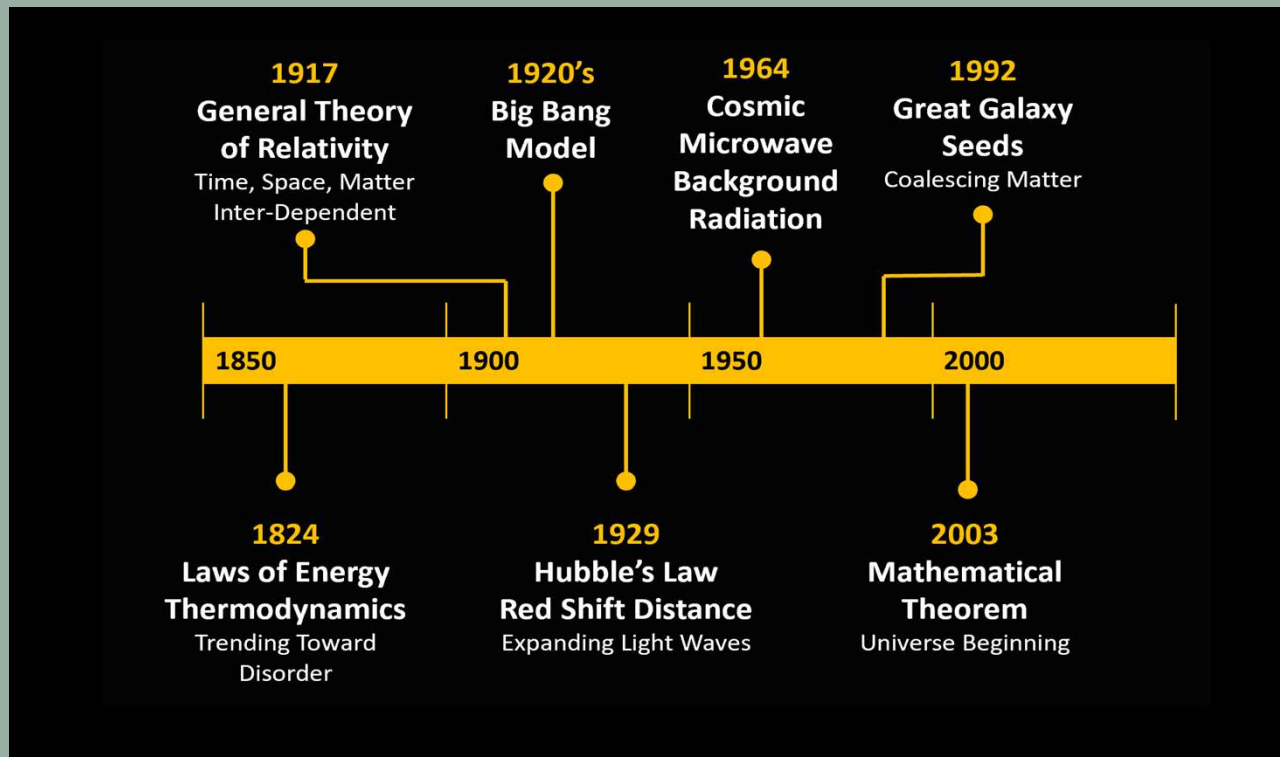 1917
General Theory
of Relativity
Time, Space, Matter
Inter-Dependent
1920’s
Big Bang
Model
1964
Cosmic
Microwave
Background
Radiation
1992
Great Galaxy
Seeds
Coalescing Matter
1850
1900
1950
2000
1824
Laws of Energy
Thermodynamics
Trending Toward
Disorder
1929
Hubble’s Law
Red Shift Distance
Expanding Light Waves
2003
Mathematical
Theorem
Universe Beginning